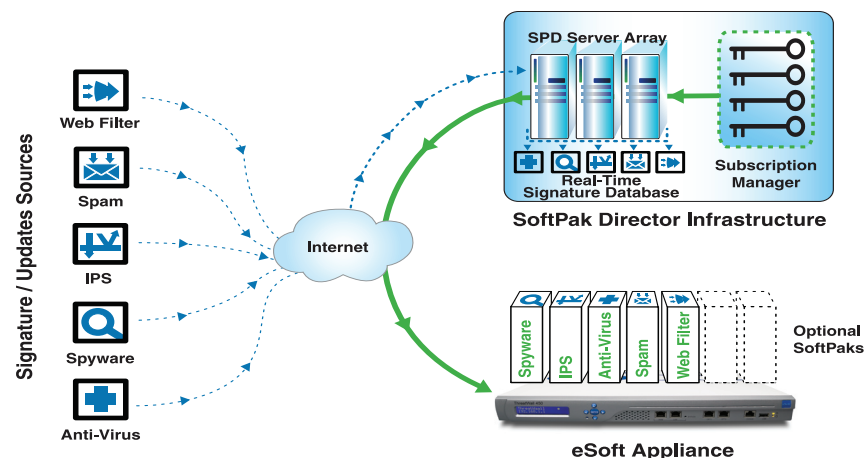 Signature / Updates Sources
Web Filter
Spam
IPS
Spyware
Anti-Virus
Internet
SPD Server Array
Real-Time
Signature Database
Subscription
Manager
SoftPak Director Infrastructure
Spyware
IPS
Anti-Virus
Spam
Web Filter
Optional
SoftPaks
eSoft Appliance